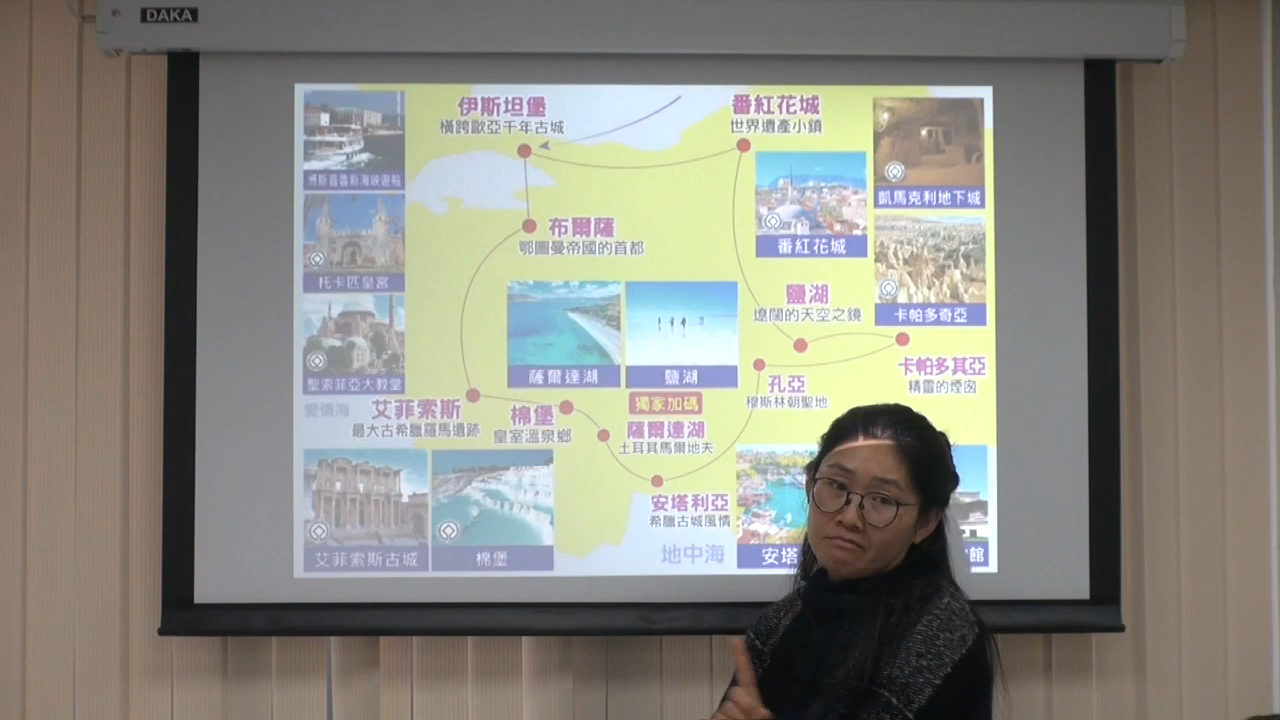 DAKA
伊斯坦堡
橫跨歐亞千年古城
番紅花城
世界遺產小鎮
博斯普魯斯海峽遊船
凱馬克利地下城
布爾薩
鄂圖曼帝國的首都
番紅花城
托卡匹皇宮
鹽湖
遼闊的天空之鏡
卡帕多奇亞
薩爾達湖
鹽湖
卡帕多其亞
精靈的煙囪
聖索菲亞大教堂
孔亞
穆斯林朝聖地
愛情海
艾菲索斯
最大古希臘羅馬遺跡
棉堡
皇室溫泉鄉
獨家加碼
薩爾達湖
土耳其馬爾地夫
安塔利亞
希臘古城風情
地中海
艾菲索斯古城
棉堡
安塔
館